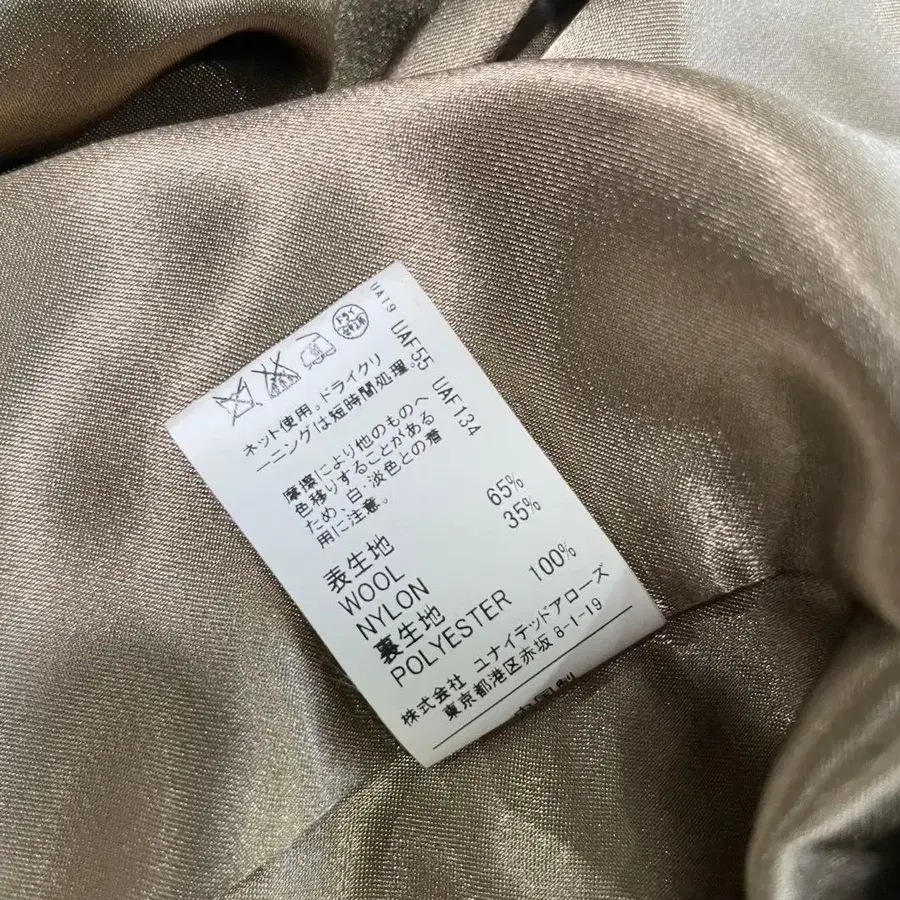 UA19 UAF55 UAF134
ドライ
ネット使用。ドライクリ
ーニングは短時間処理。
摩擦により他のものへ
色移りすることがある
ため、白・淡色との着
用に注意。
表生地
WOOL 65%
NYLON 35%
裏生地
POLYESTER 100%
株式会社 ユナイテッドアローズ
東京都港区赤坂 8-1-19